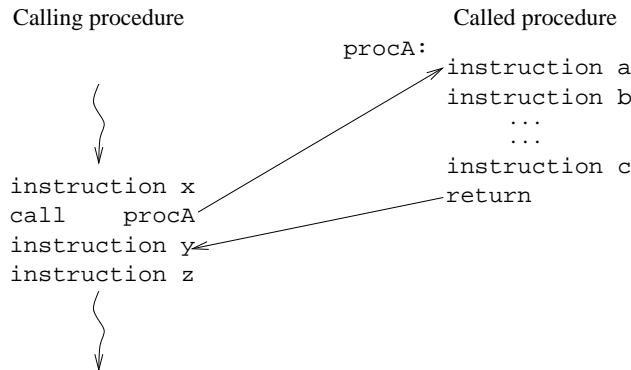 Calling procedure
instruction x
call procA
instruction y
instruction z
Called procedure
procA:
instruction a
instruction b
...
...
instruction c
return